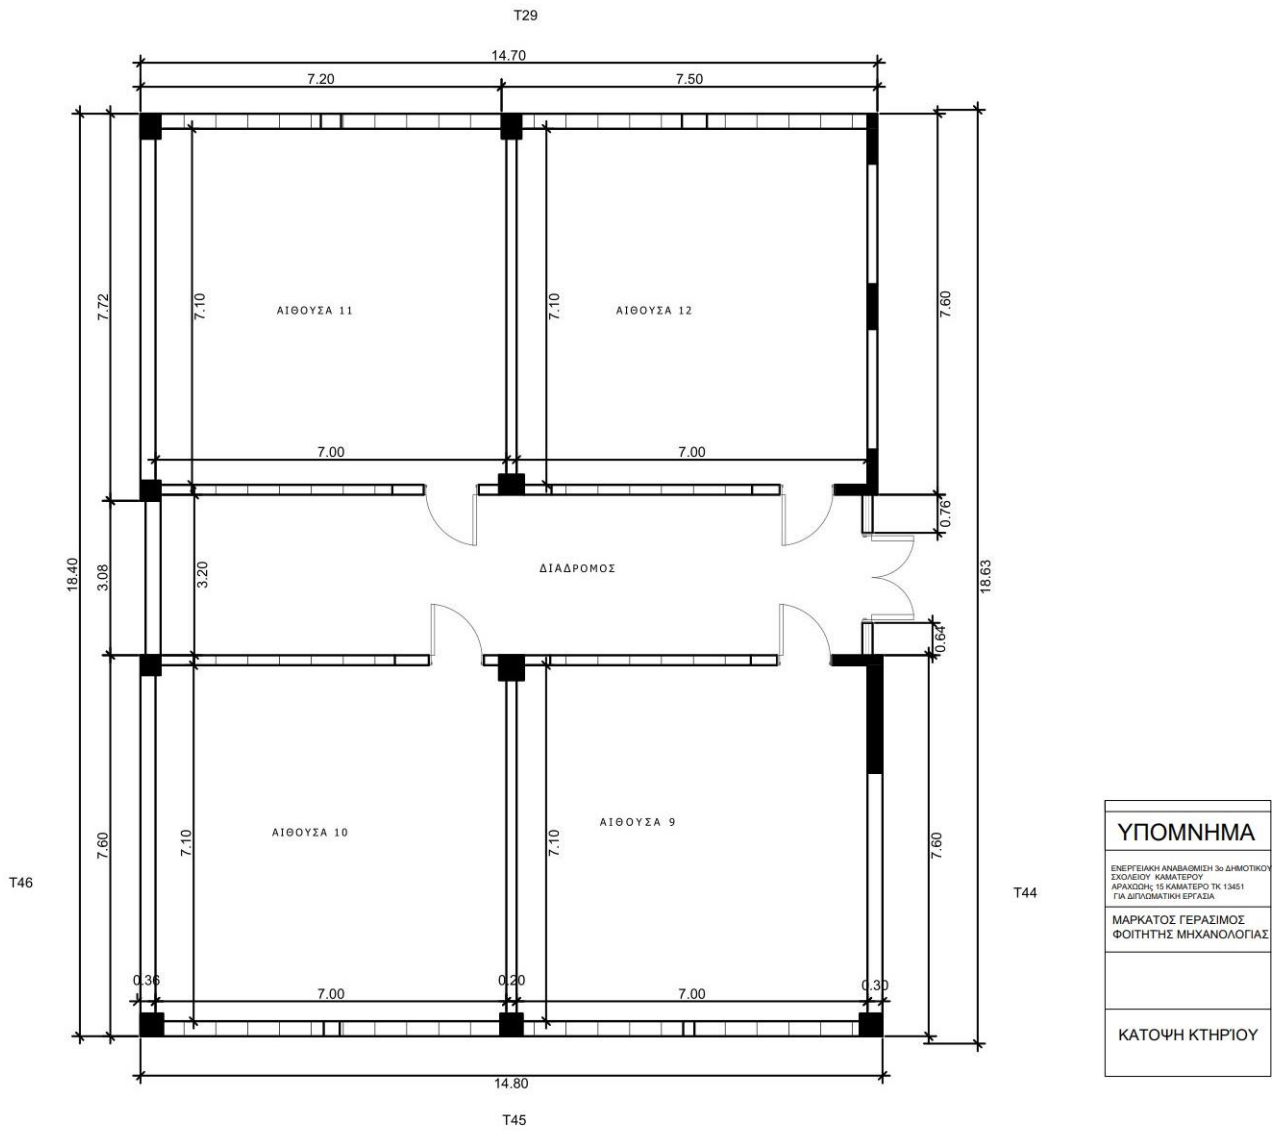 T29
14.70
7.20
7.50
7.72
7.10
ΑΙΘΟΥΣΑ 11
7.10
ΑΙΘΟΥΣΑ 12
7.60
7.00
7.00
0.76
18.40
3.08
3.20
ΔΙΑΔΡΟΜΟΣ
18.63
0.64
7.60
7.10
ΑΙΘΟΥΣΑ 10
7.10
ΑΙΘΟΥΣΑ 9
7.60
T46
T44
0.36
7.00
0.20
7.00
0.30
14.80
T45
ΥΠΟΜΝΗΜΑ
ΕΝΕΡΓΕΙΑΚΗ ΑΝΑΒΑΘΜΙΣΗ 3ο ΔΗΜΟΤΙΚΟΥ
ΣΧΟΛΕΙΟΥ ΚΑΜΑΤΕΡΟΥ
ΑΡΑΧΩΩΗς 15 ΚΑΜΑΤΕΡΟ ΤΚ 13451
ΓΙΑ ΔΙΠΛΩΜΑΤΙΚΗ ΕΡΓΑΣΙΑ
ΜΑΡΚΑΤΟΣ ΓΕΡΑΣΙΜΟΣ
ΦΟΙΤΗΤΉΣ ΜΗΧΑΝΟΛΟΓΙΑΣ
ΚΑΤΟΨΗ ΚΤΗΡΊΟΥ